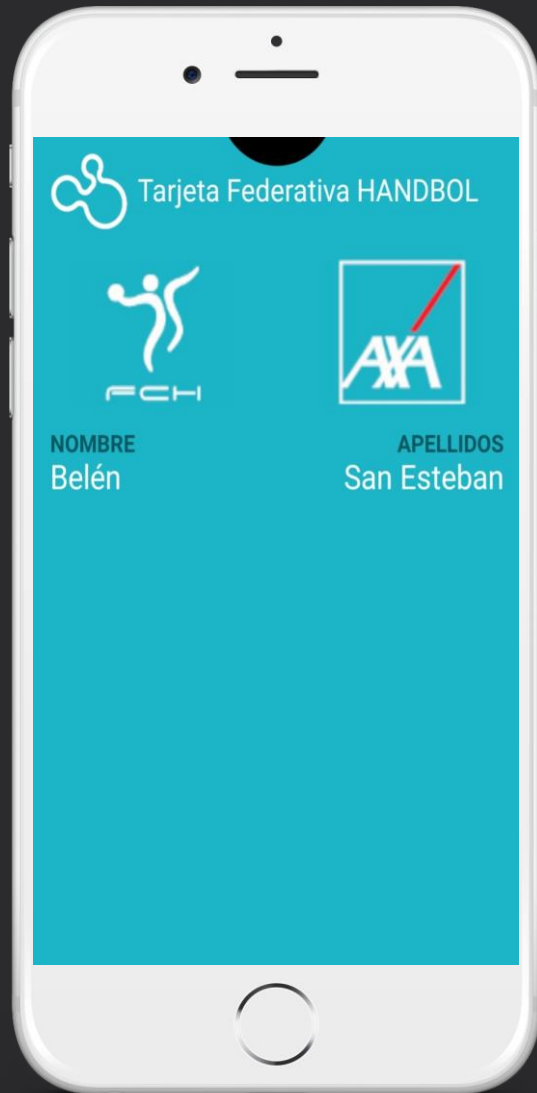 Tarjeta Federativa HANDBOL
FCH
AXA
NOMBRE
APELLIDOS
Belén
San Esteban